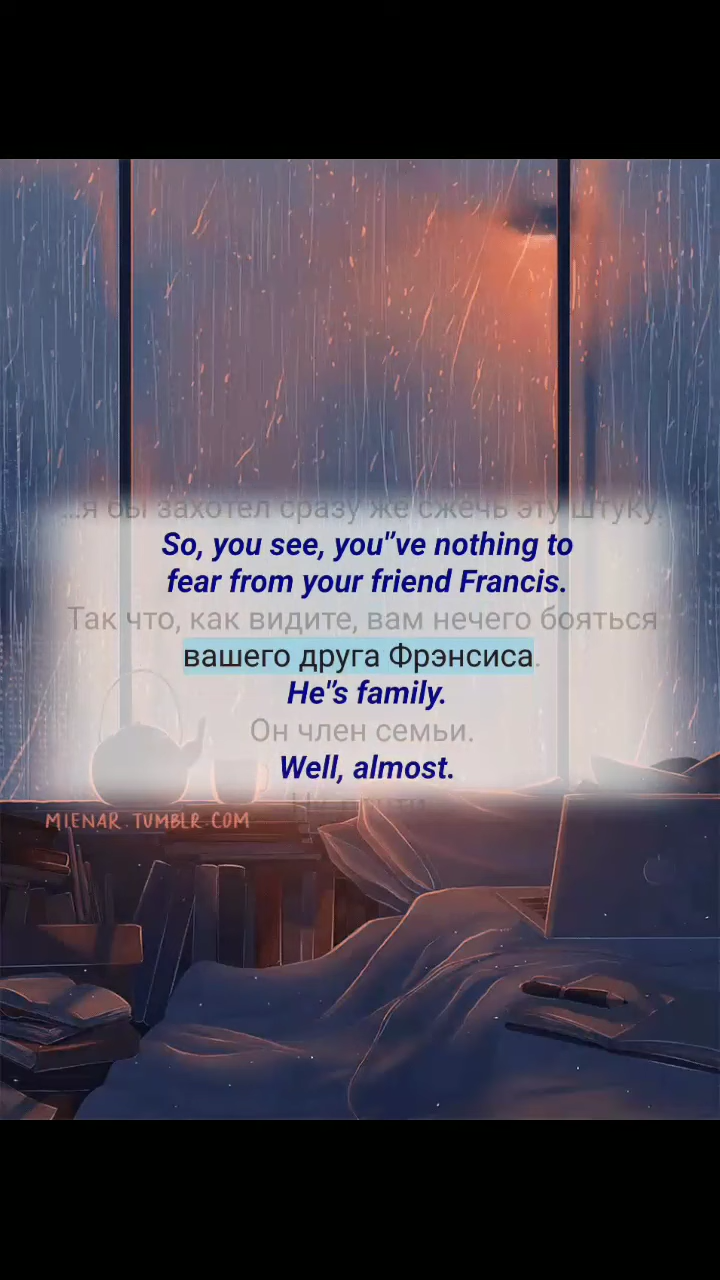 ...я бы захотел сразу же сжечь эту штуку.
So, you see, you"ve nothing to
fear from your friend Francis.
Так что, как видите, вам нечего бояться
вашего друга Фрэнсиса.
He"s family.
Он член семьи.
Well, almost.
MIENAR.TUMBLR.COM